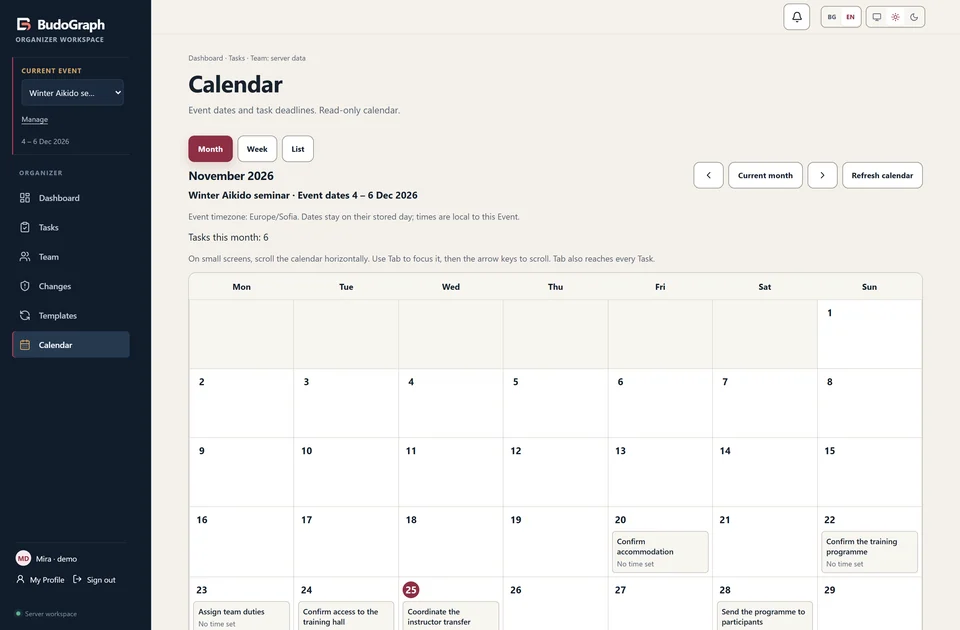 BudoGraph
ORGANIZER WORKSPACE
CURRENT EVENT
Winter Aikido se...
Manage
4 – 6 Dec 2026
ORGANIZER
Dashboard
Tasks
Team
Changes
Templates
Calendar
MD Mira · demo
My Profile Sign out
Server workspace
BG EN
Dashboard · Tasks · Team: server data
Calendar
Event dates and task deadlines. Read-only calendar.
Month Week List
November 2026
Current month Refresh calendar
Winter Aikido seminar · Event dates 4 – 6 Dec 2026
Event timezone: Europe/Sofia. Dates stay on their stored day; times are local to this Event.
Tasks this month: 6
On small screens, scroll the calendar horizontally. Use Tab to focus it, then the arrow keys to scroll. Tab also reaches every Task.
Mon Tue Wed Thu Fri Sat Sun
1
2 3 4 5 6 7 8
9 10 11 12 13 14 15
16 17 18 19 20 21 22
Confirm accommodation
No time set
Confirm the training programme
No time set
23 24 25 26 27 28 29
Assign team duties
No time set
Confirm access to the training hall
Coordinate the instructor transfer
Send the programme to participants